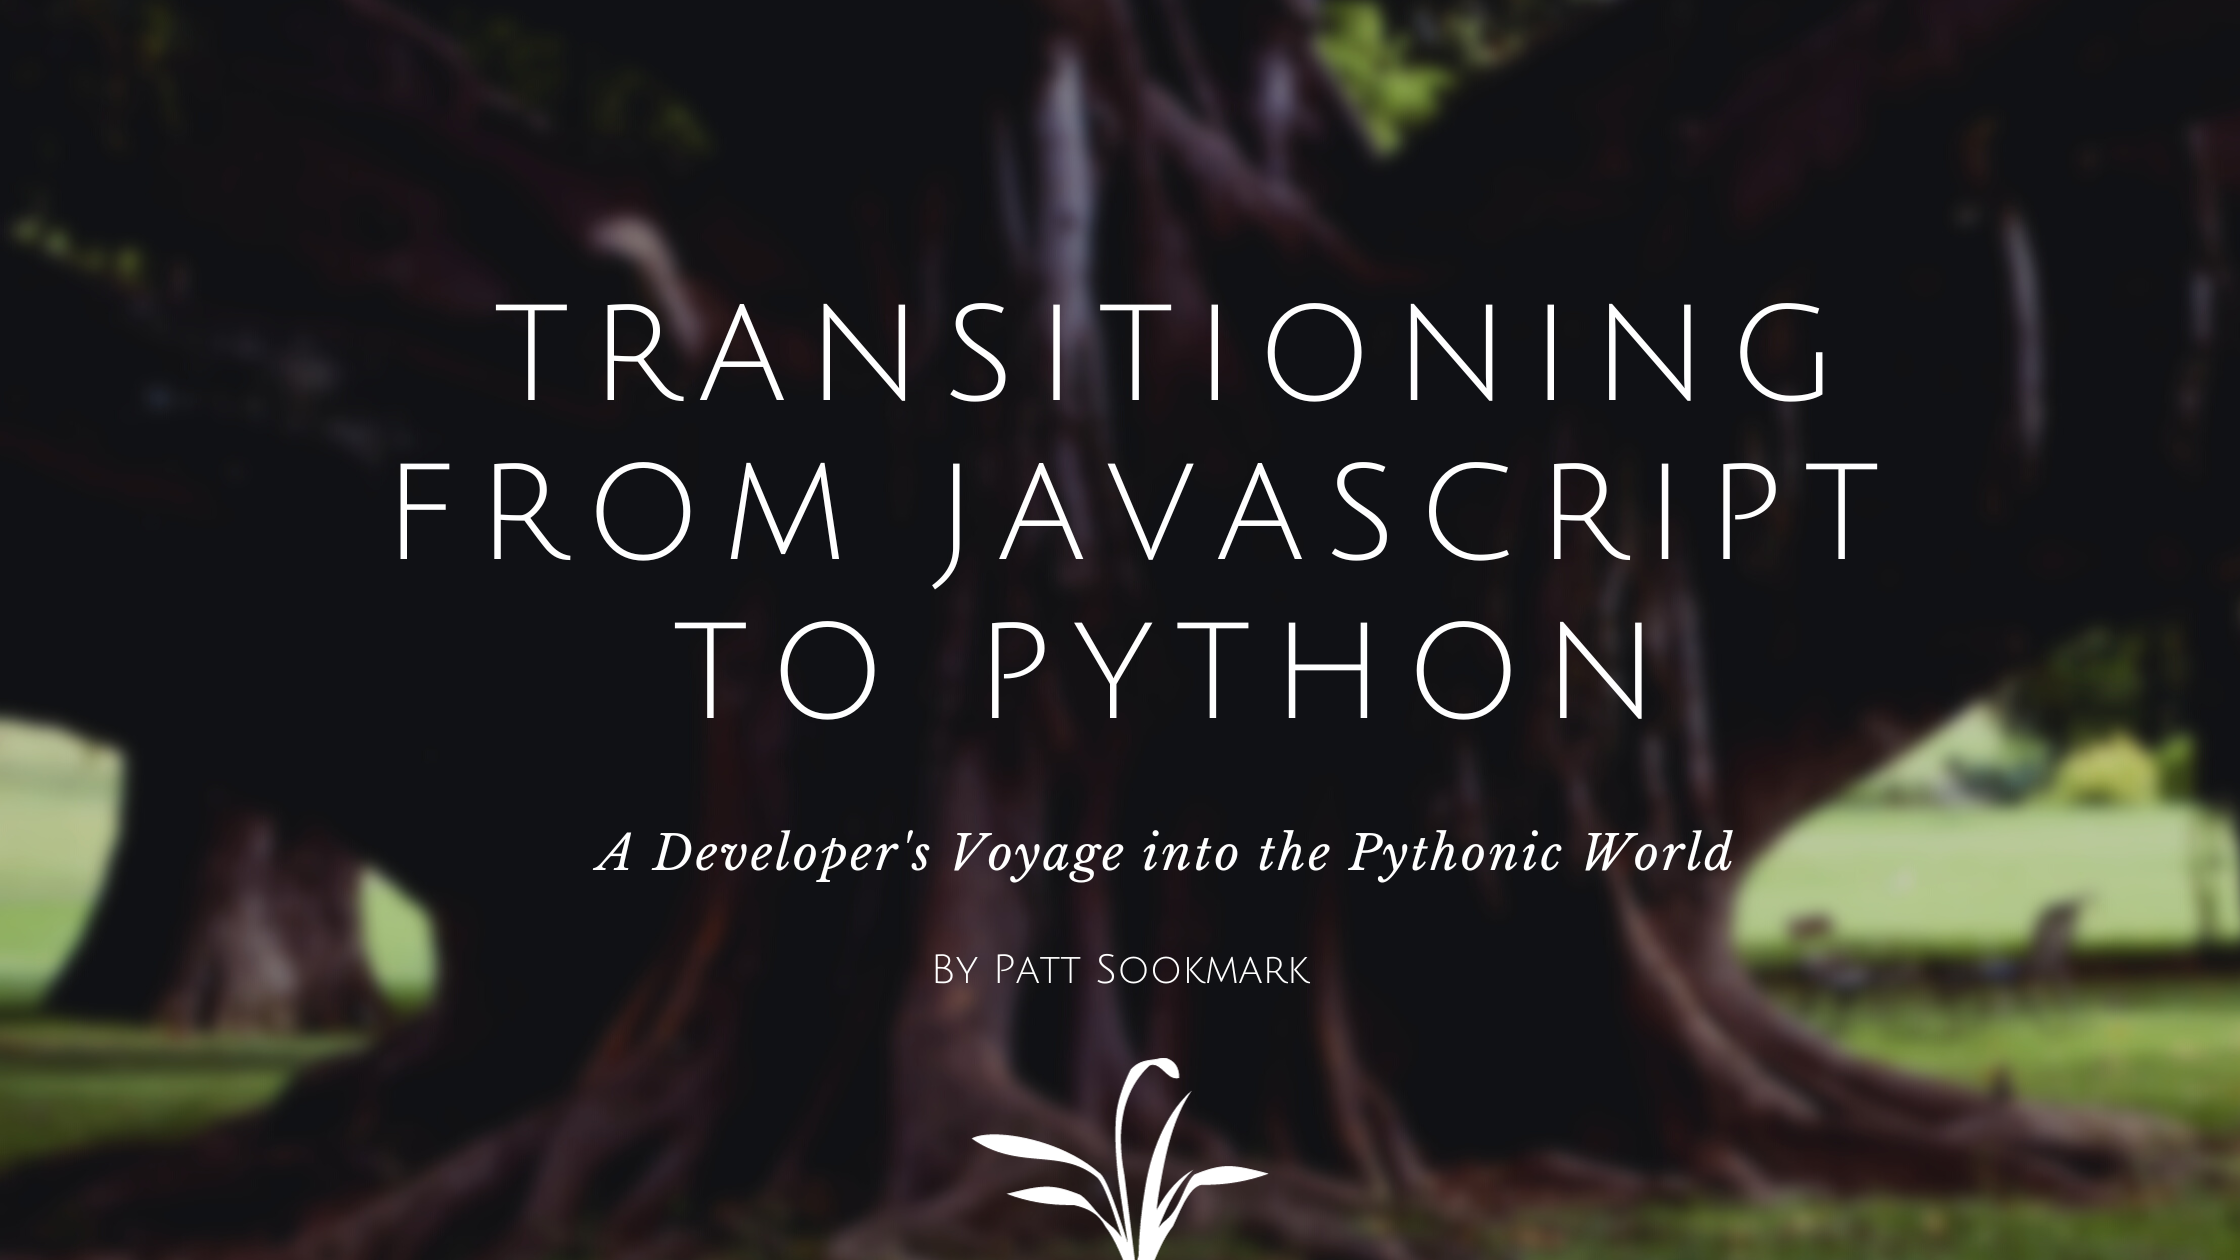 TRANSITIONING
FROM JAVASCRIPT
TO PYTHON
A Developer's Voyage into the Pythonic World
BY PATT SOOKMARK